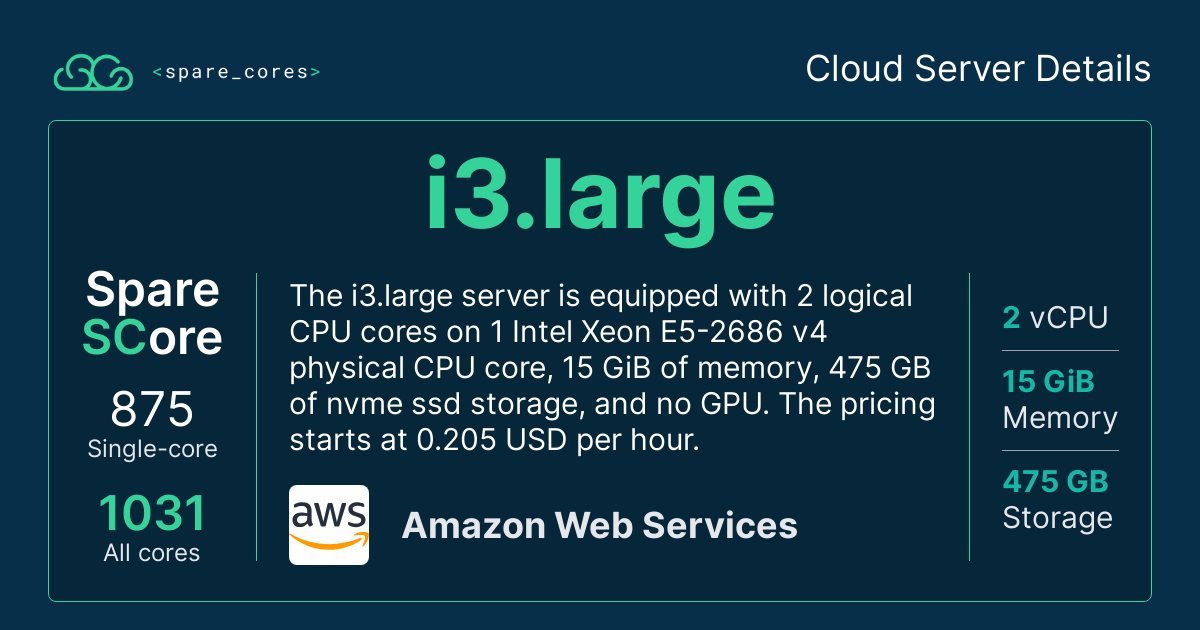 <spare_cores>
Cloud Server Details
i3.large
Spare
SCore
875
Single-core
1031
All cores
The i3.large server is equipped with 2 logical
CPU cores on 1 Intel Xeon E5-2686 v4
physical CPU core, 15 GiB of memory, 475 GB
of nvme ssd storage, and no GPU. The pricing
starts at 0.205 USD per hour.
aws
Amazon Web Services
2 vCPU
15 GiB
Memory
475 GB
Storage